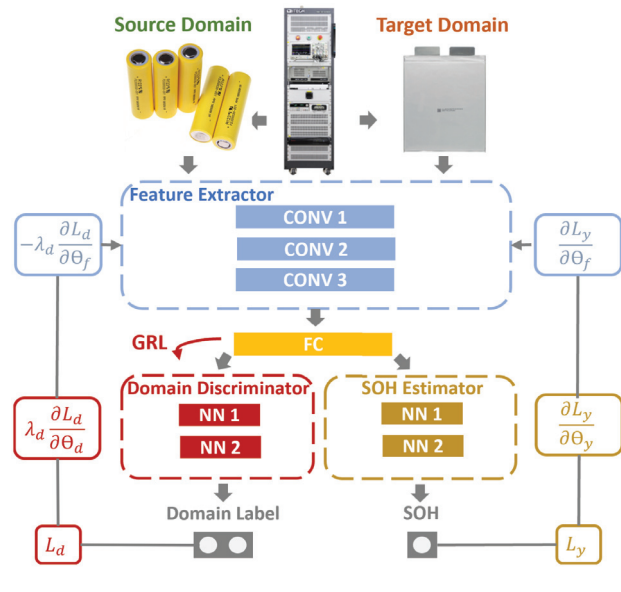 Source Domain
Target Domain
Feature Extractor
CONV 1
CONV 2
CONV 3
−λ_d ∂L_d/∂Θ_f
∂L_y/∂Θ_f
GRL
FC
Domain Discriminator
SOH Estimator
NN 1
NN 1
NN 2
NN 2
λ_d ∂L_d/∂Θ_d
∂L_y/∂Θ_y
Domain Label
SOH
L_d
L_y